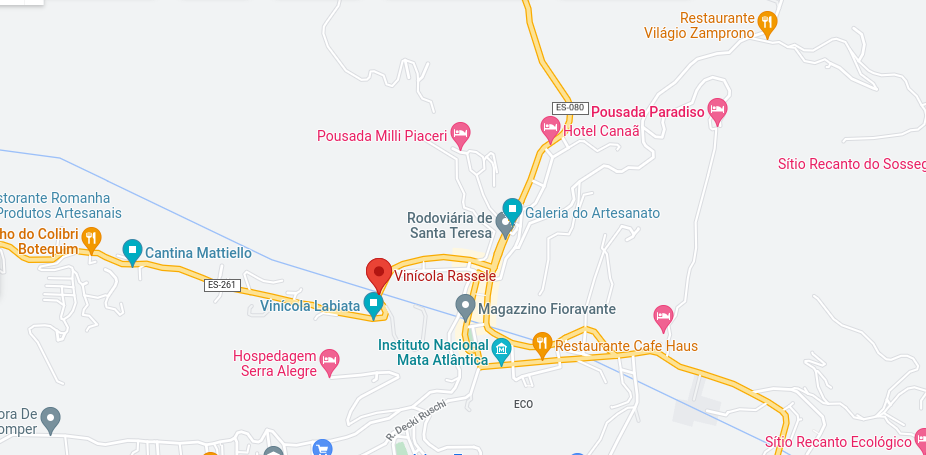 Restaurante
Világio Zamprono
ES-080
Pousada Paradiso
Hotel Canaã
Pousada Milli Piaceri
Sítio Recanto do Sosseg
storante Romanha
Produtos Artesanais
Rodoviária de
Santa Teresa
Galeria do Artesanato
ho do Colibri
Botequim
Cantina Mattiello
Vinícola Rassele
ES-261
Vinícola Labiata
Magazzino Fioravante
Instituto Nacional
Mata Atlântica
Restaurante Cafe Haus
Hospedagem
Serra Alegre
ECO
ora De
omper
R. Decki Ruschi
Sítio Recanto Ecológico